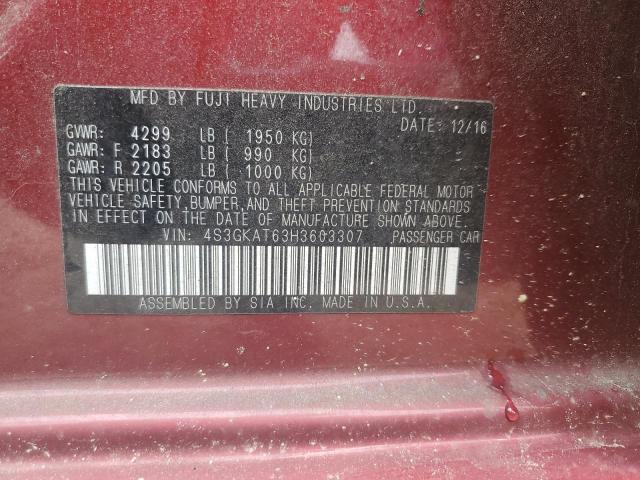 MFD BY FUJI HEAVY INDUSTRIES LTD.
DATE: 12/16
GVWR: 4299 LB ( 1950 KG)
GAWR: F 2183 LB ( 990 KG)
GAWR: R 2205 LB ( 1000 KG)
THIS VEHICLE CONFORMS TO ALL APPLICABLE FEDERAL MOTOR
VEHICLE SAFETY, BUMPER, AND THEFT PREVENTION STANDARDS
IN EFFECT ON THE DATE OF MANUFACTURE SHOWN ABOVE.
VIN: 4S3GKAT63H3603307 PASSENGER CAR
ASSEMBLED BY SIA INC. MADE IN U.S.A.